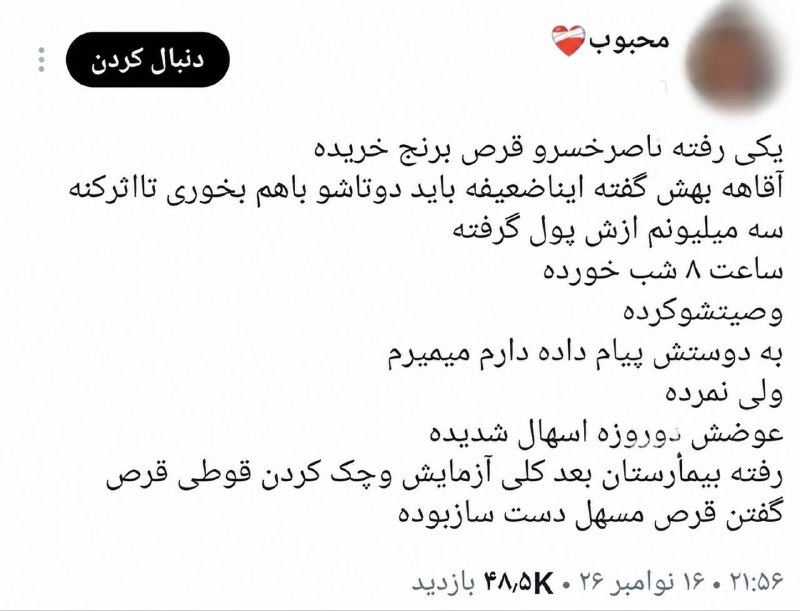 محبوب❤️‍🩹
دنبال کردن
یکی رفته ناصرخسرو قرص برنج خریده
آقاهه بهش گفته ایناضعیفه باید دوتاشو باهم بخوری تااثرکنه
سه میلیونم ازش پول گرفته
ساعت ۸ شب خورده
وصیتشوکرده
به دوستش پیام داده دارم میمیرم
ولی نمرده
عوضش دوروزه اسهال شدیده
رفته بیمأرستان بعد کلی آزمایش وچک کردن قوطی قرص
گفتن قرص مسهل دست سازبوده
۲۱:۵۶ • ۱۶ نوامبر ۲۶ • ۴۸٫۵K بازدید